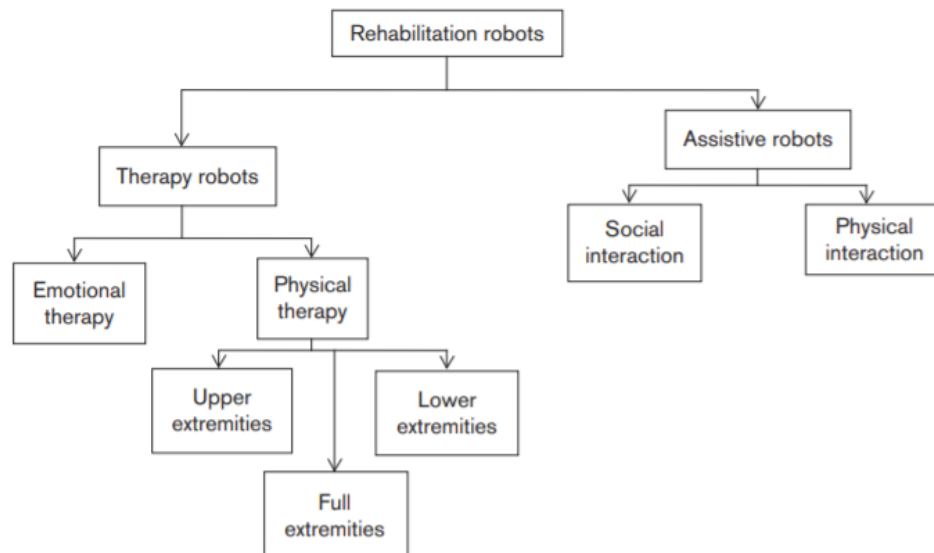 Rehabilitation robots
Assistive robots
Therapy robots
Social
interaction
Physical
interaction
Emotional
therapy
Physical
therapy
Upper
extremities
Lower
extremities
Full
extremities